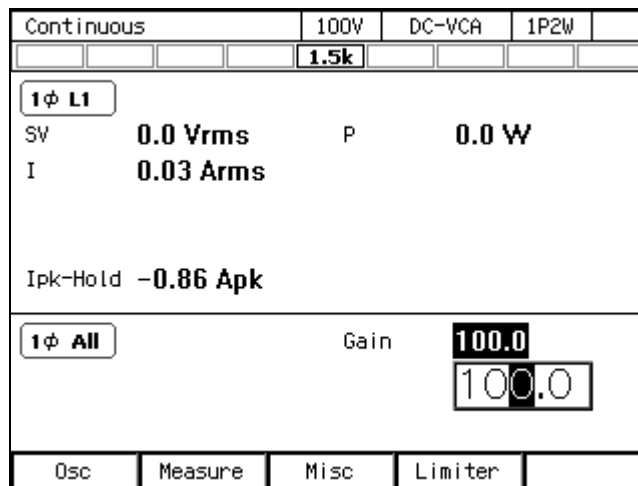 Continuous 100V DC-VCA 1P2W
1.5k
1ϕ L1
SV 0.0 Vrms P 0.0 W
I 0.03 Arms
Ipk-Hold -0.86 Apk
1ϕ All Gain 100.0
100.0
Osc Measure Misc Limiter